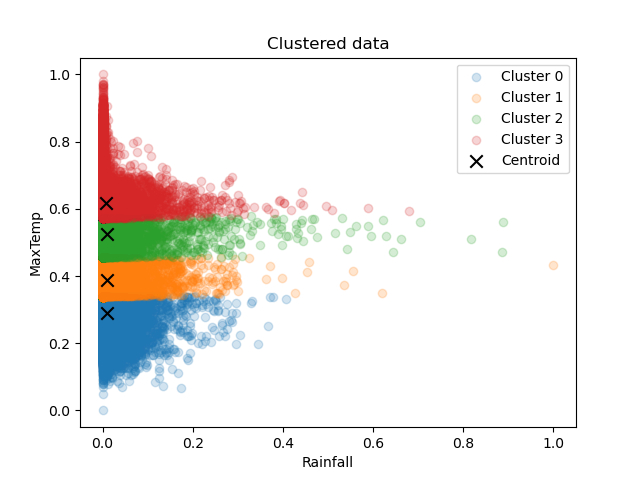 Clustered data
Cluster 0
Cluster 1
Cluster 2
Cluster 3
Centroid
MaxTemp
1.0
0.8
0.6
0.4
0.2
0.0
0.0 0.2 0.4 0.6 0.8 1.0
Rainfall